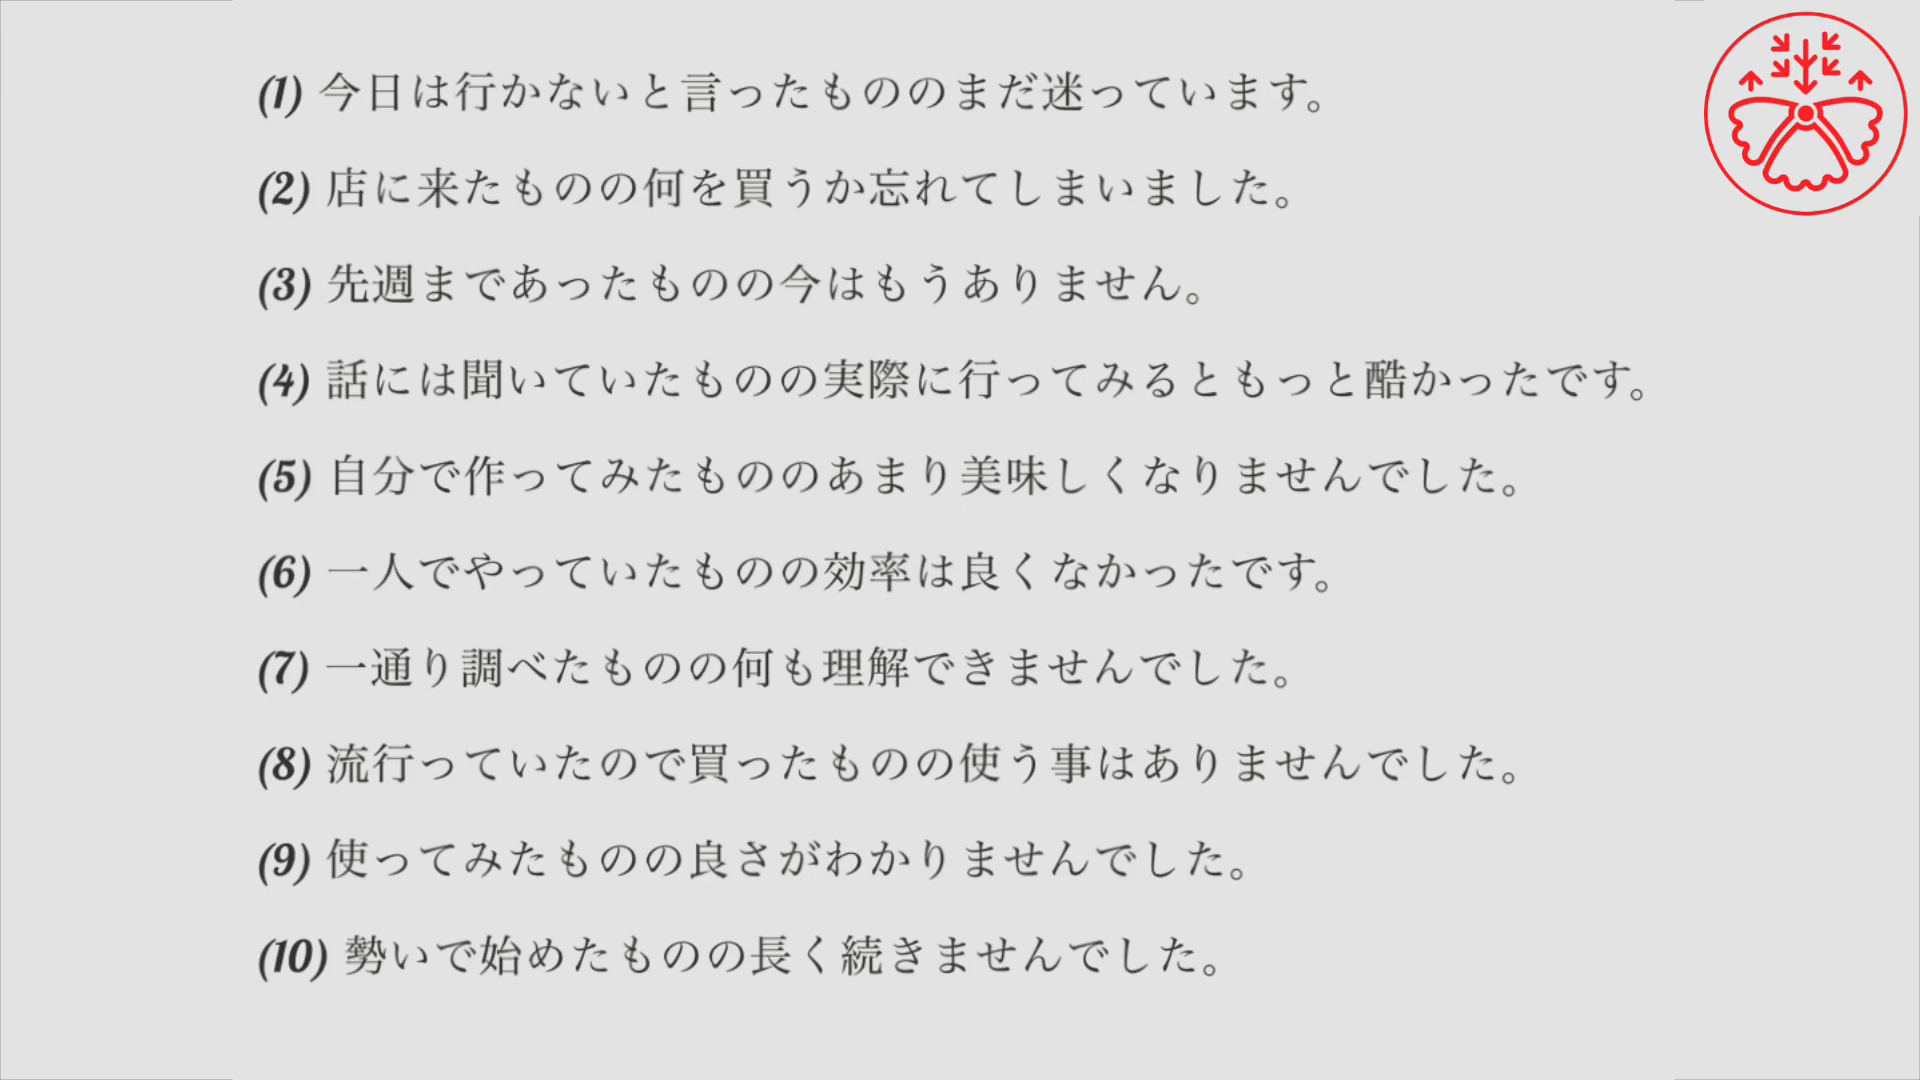 (1) 今日は行かないと言ったもののまだ迷っています。
(2) 店に来たものの何を買うか忘れてしまいました。
(3) 先週まであったものの今はもうありません。
(4) 話には聞いていたものの実際に行ってみるともっと酷かったです。
(5) 自分で作ってみたもののあまり美味しくなりませんでした。
(6) 一人でやっていたものの効率は良くなかったです。
(7) 一通り調べたものの何も理解できませんでした。
(8) 流行っていたので買ったものの使う事はありませんでした。
(9) 使ってみたものの良さがわかりませんでした。
(10) 勢いで始めたものの長く続きませんでした。